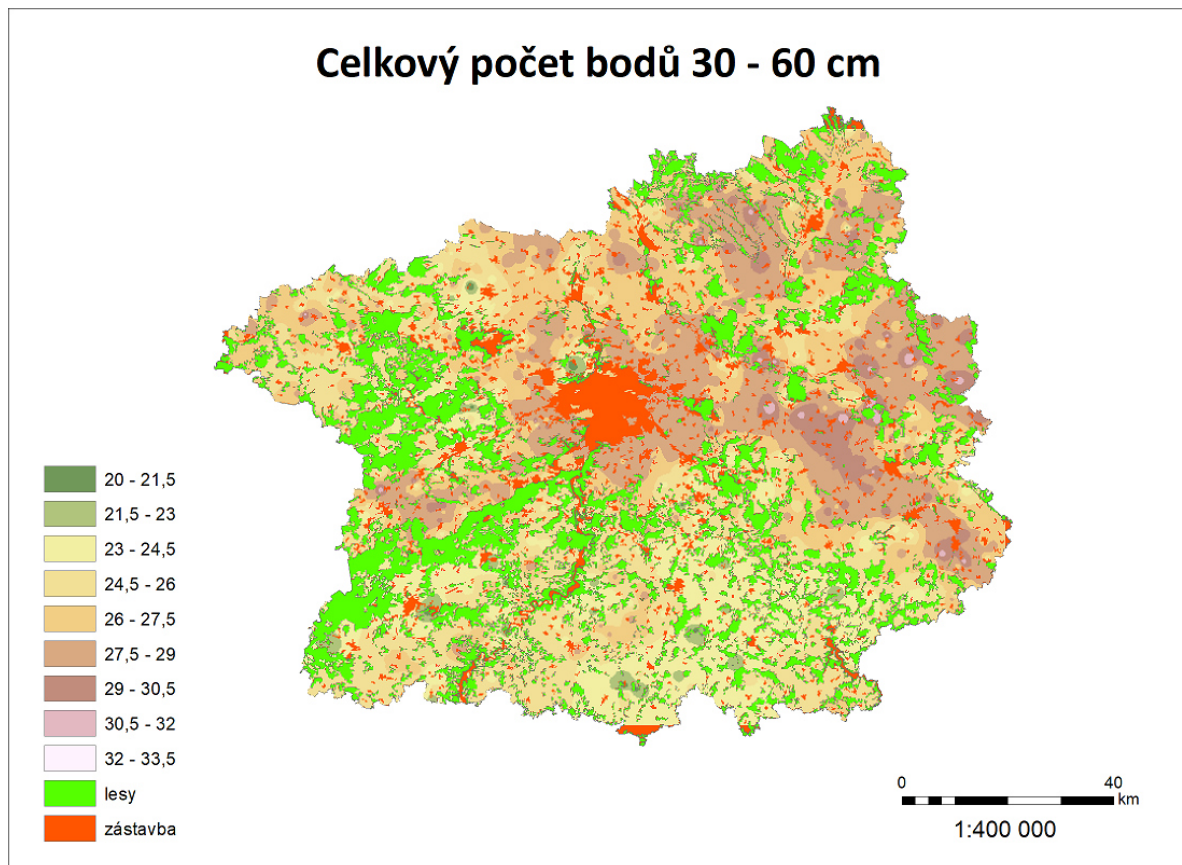 Celkový počet bodů 30 - 60 cm
20 - 21,5
21,5 - 23
23 - 24,5
24,5 - 26
26 - 27,5
27,5 - 29
29 - 30,5
30,5 - 32
32 - 33,5
lesy
zástavba
0 40
km
1:400 000